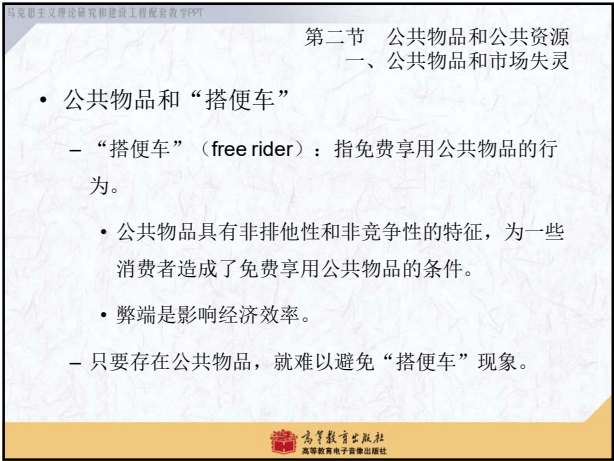 马克思主义理论研究和建设工程配套教学PPT
第二节 公共物品和公共资源
一、公共物品和市场失灵
• 公共物品和“搭便车”
– “搭便车”（free rider）：指免费享用公共物品的行
为。
• 公共物品具有非排他性和非竞争性的特征，为一些
消费者造成了免费享用公共物品的条件。
• 弊端是影响经济效率。
– 只要存在公共物品，就难以避免“搭便车”现象。
高等教育出版社
高等教育电子音像出版社